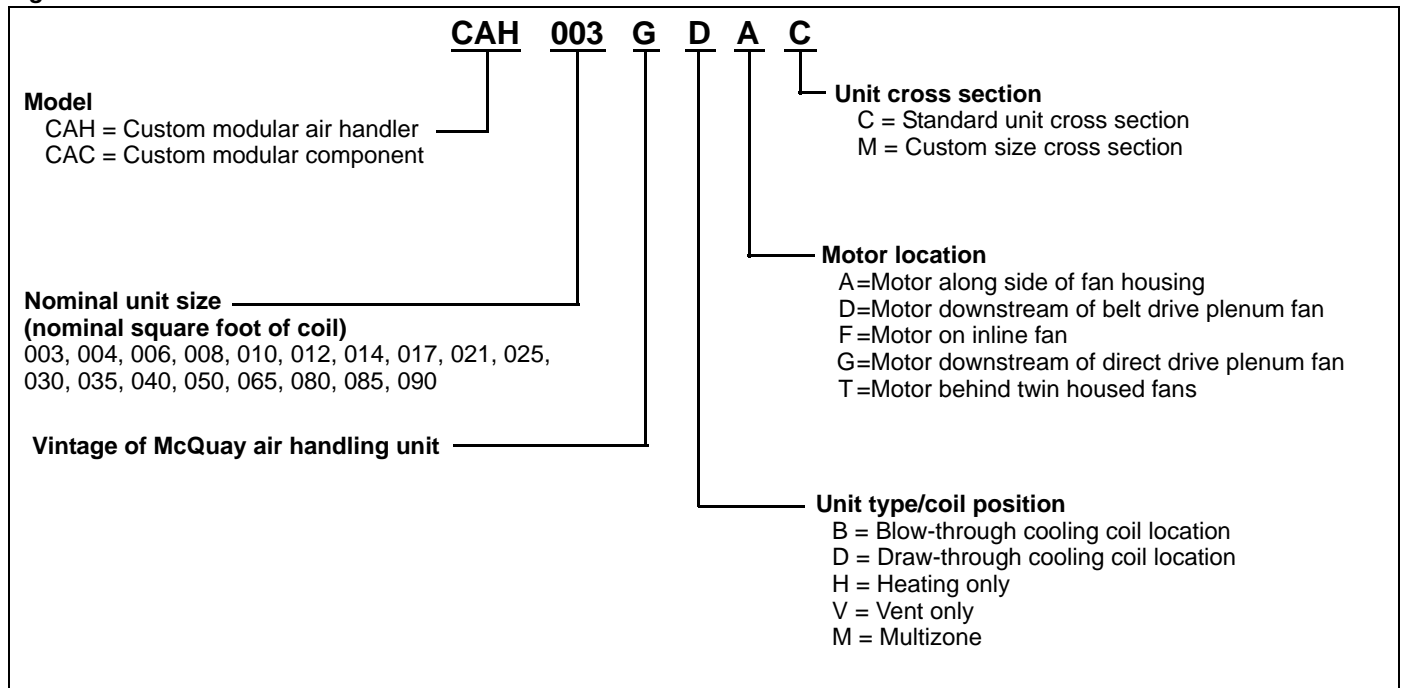 CAH 003 G D A C
Model
CAH = Custom modular air handler
CAC = Custom modular component
Nominal unit size
(nominal square foot of coil)
003, 004, 006, 008, 010, 012, 014, 017, 021, 025,
030, 035, 040, 050, 065, 080, 085, 090
Vintage of McQuay air handling unit
Unit cross section
C = Standard unit cross section
M = Custom size cross section
Motor location
A=Motor along side of fan housing
D=Motor downstream of belt drive plenum fan
F=Motor on inline fan
G=Motor downstream of direct drive plenum fan
T=Motor behind twin housed fans
Unit type/coil position
B = Blow-through cooling coil location
D = Draw-through cooling coil location
H = Heating only
V = Vent only
M = Multizone